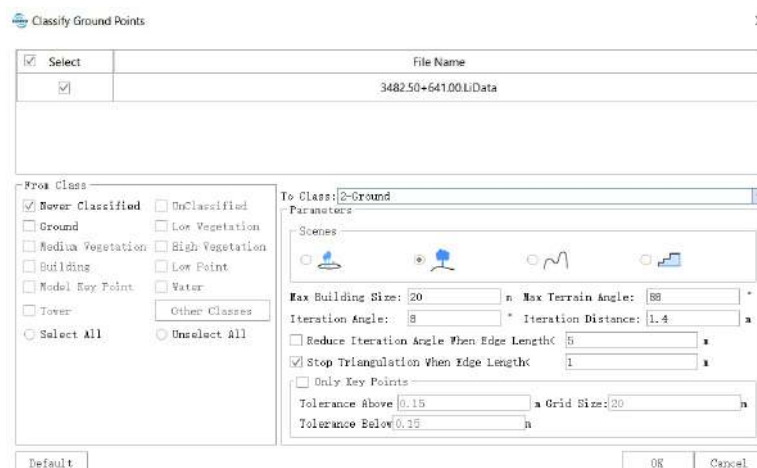 Classify Ground Points
Select File Name
3482.50+641.00.LiData
From Class
Never Classified UnClassified
Ground Low Vegetation
Medium Vegetation High Vegetation
Building Low Point
Model Key Point Water
Tower Other Classes
Select All Unselect All
To Class: 2-Ground
Parameters
Scenes
Max Building Size: 20 m Max Terrain Angle: 88 °
Iteration Angle: 8 ° Iteration Distance: 1.4 m
Reduce Iteration Angle When Edge Length< 5 m
Stop Triangulation When Edge Length< 1 m
Only Key Points
Tolerance Above 0.15 m Grid Size: 20 m
Tolerance Below 0.15 m
Default OK Cancel